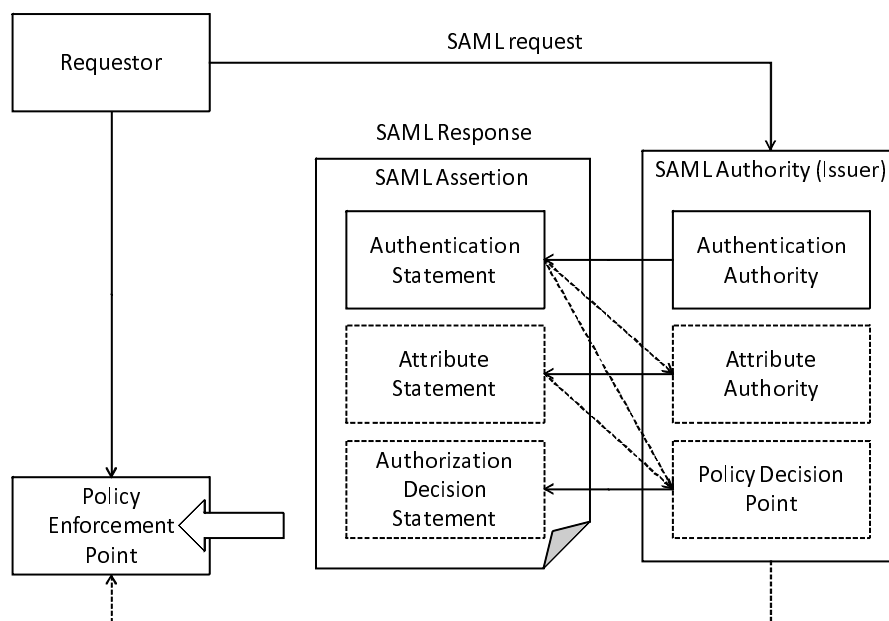 Requestor
SAML request
SAML Response
SAML Assertion
SAML Authority (Issuer)
Authentication
Statement
Authentication
Authority
Attribute
Statement
Attribute
Authority
Authorization
Decision
Statement
Policy Decision
Point
Policy
Enforcement
Point